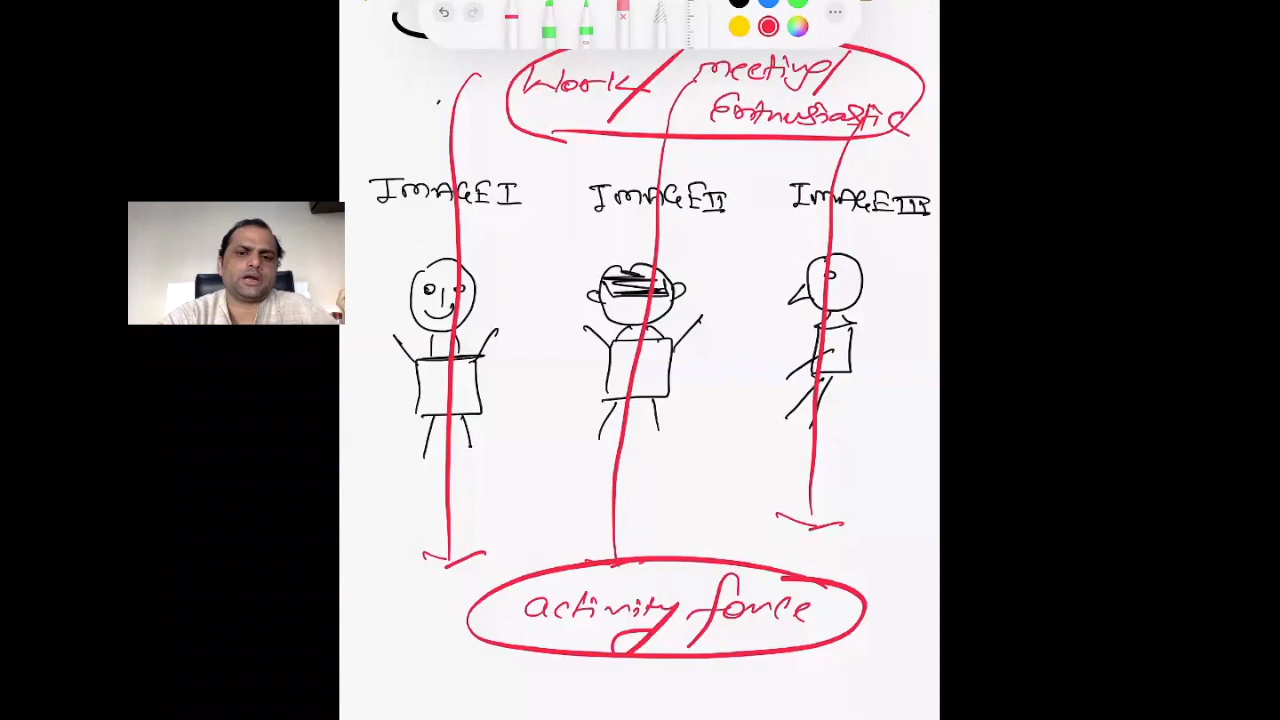 Work/ meeting/
Enthusiastic
IMAGE I
IMAGE II
IMAGE III
activity force